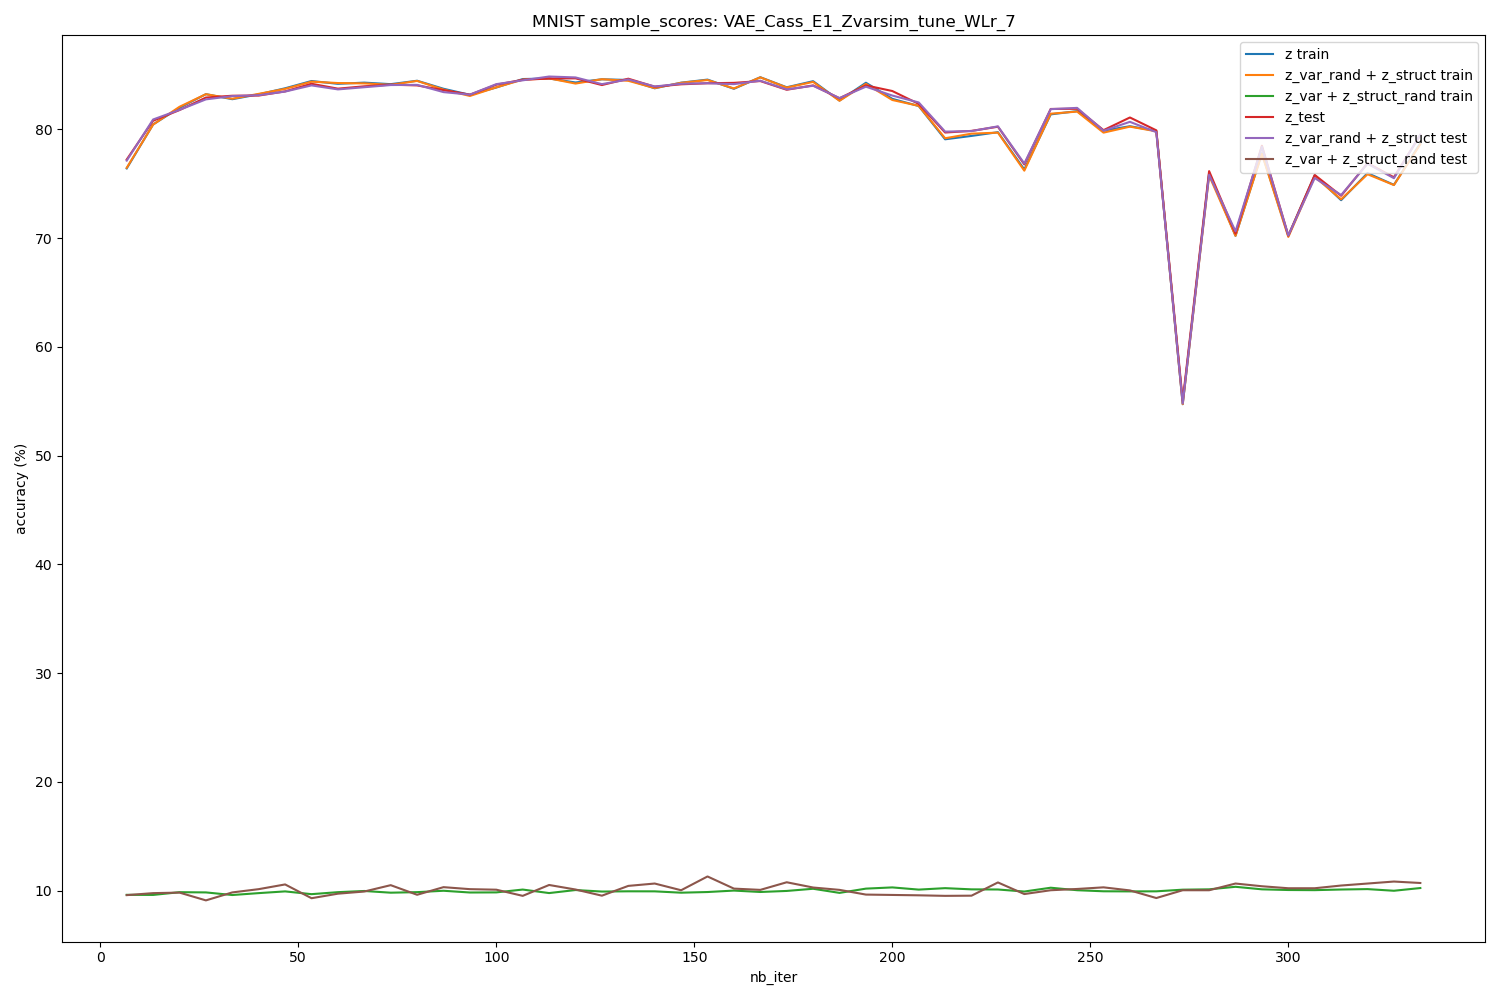 MNIST sample_scores: VAE_Cass_E1_Zvarsim_tune_WLr_7
z train
z_var_rand + z_struct train
z_var + z_struct_rand train
z_test
z_var_rand + z_struct test
z_var + z_struct_rand test
accuracy (%)
80
70
60
50
40
30
20
10
0 50 100 150 200 250 300
nb_iter